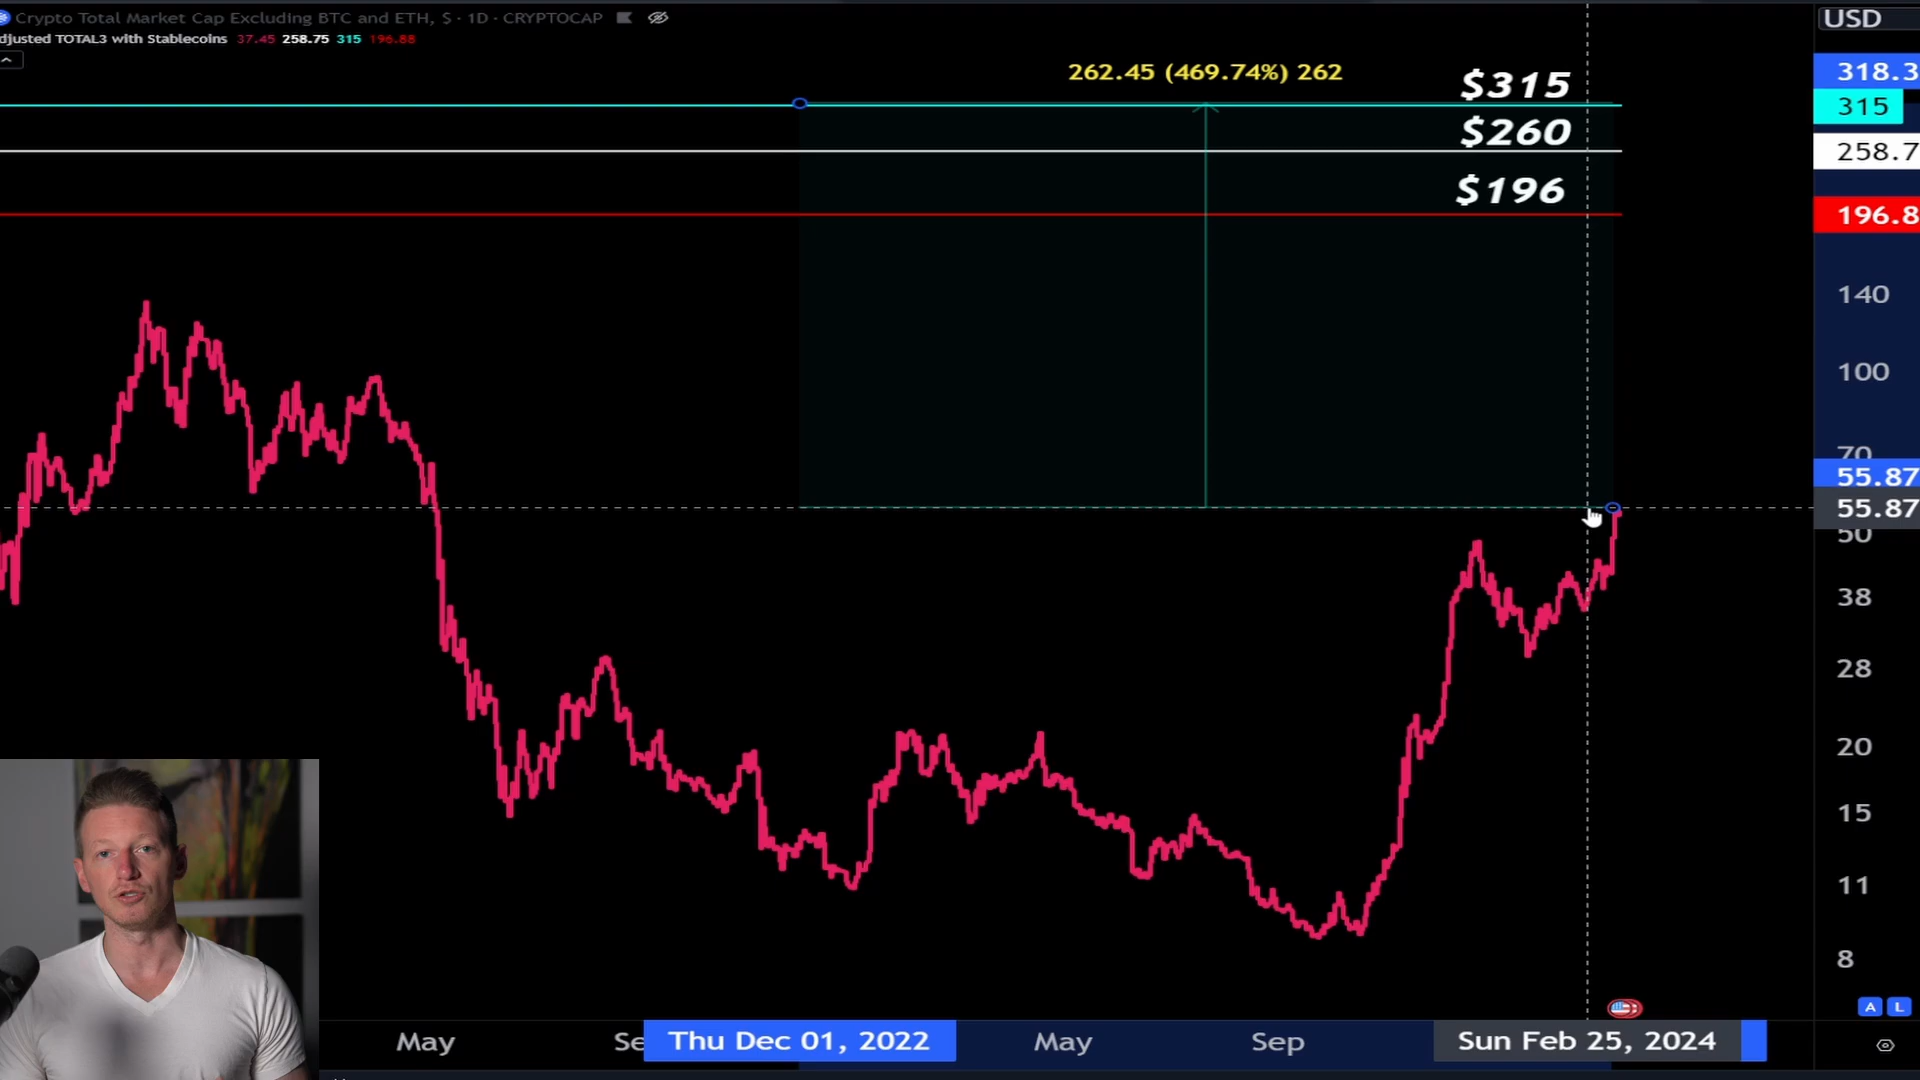 Crypto Total Market Cap Excluding BTC and ETH, $ · 1D · CRYPTOCAP
djusted TOTAL3 with Stablecoins 37.45 258.75 315 196.88
USD
262.45 (469.74%) 262
$315
$260
$196
318.3
315
258.7
196.8
140
100
70
55.87
55.87
50
38
28
20
15
11
8
A L
May
Se
Thu Dec 01, 2022
May
Sep
Sun Feb 25, 2024